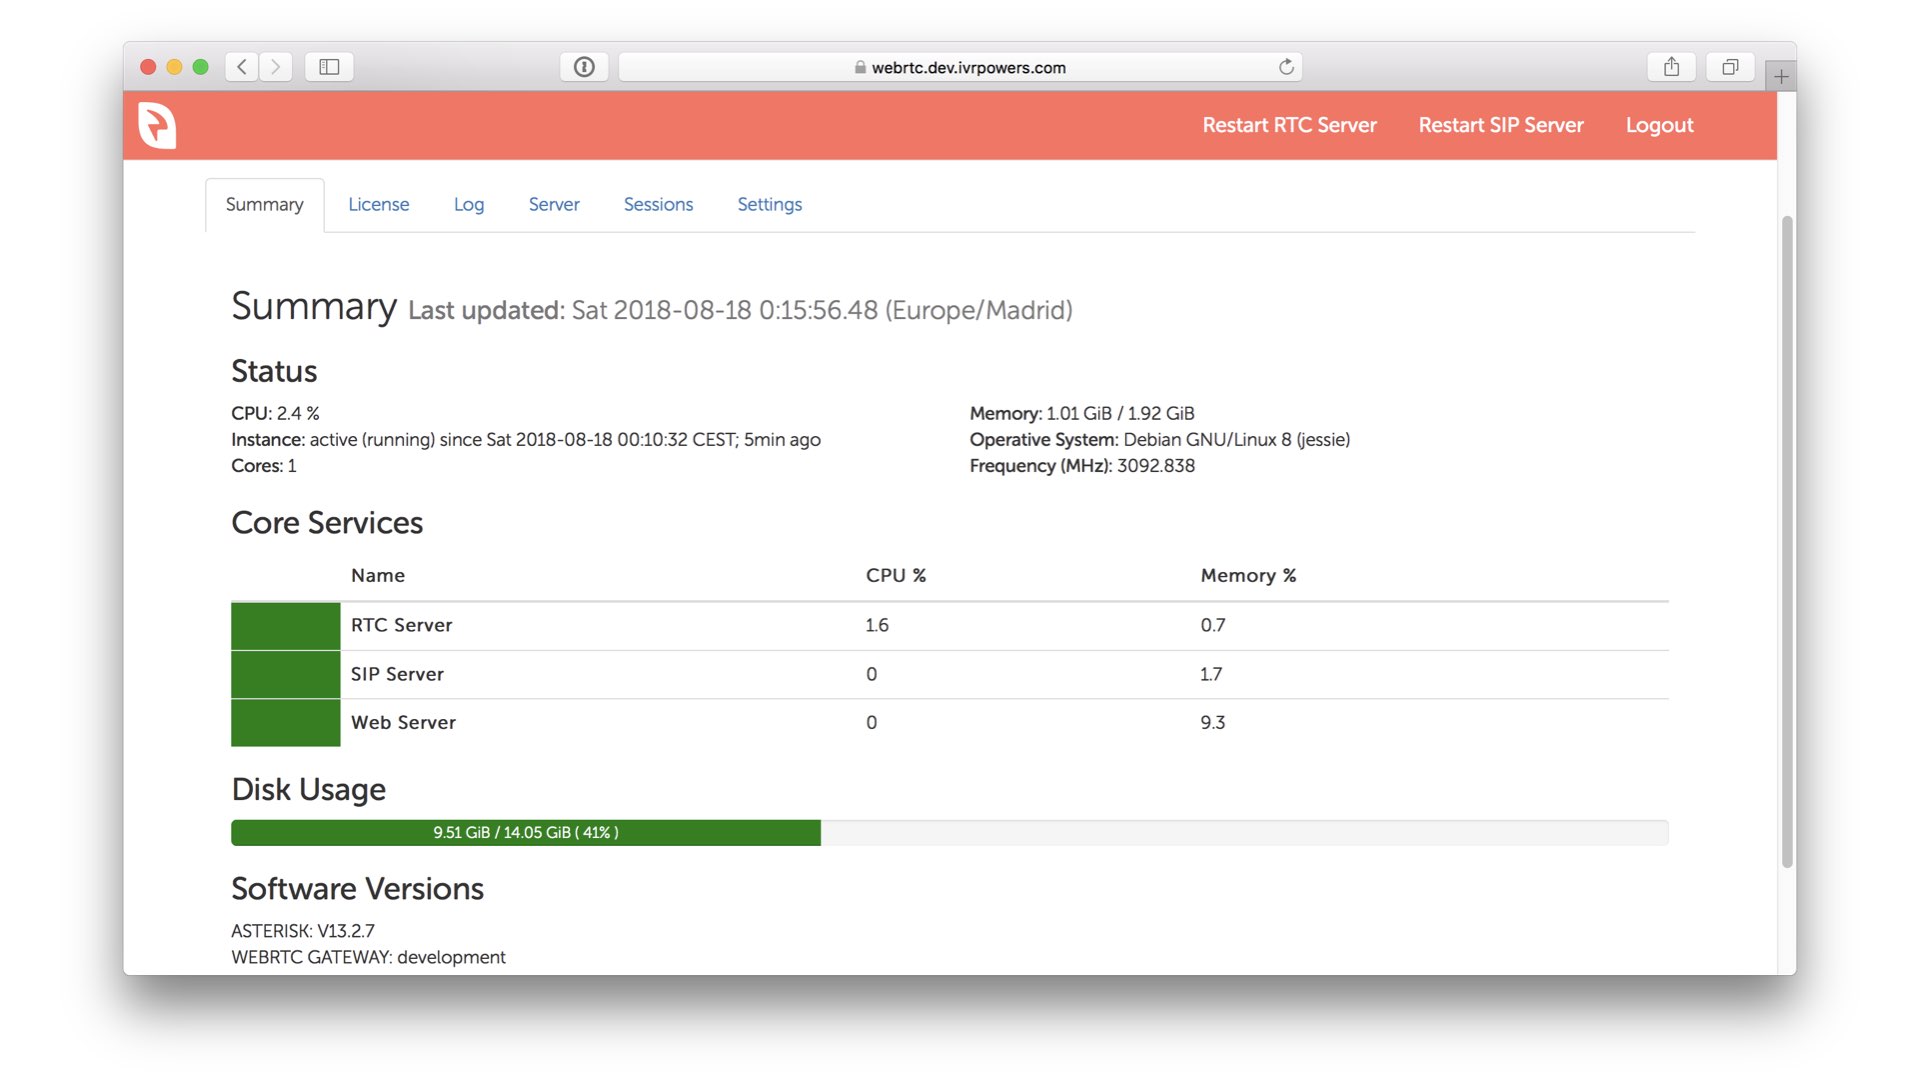 webrtc.dev.ivrpowers.com
Restart RTC Server Restart SIP Server Logout
Summary License Log Server Sessions Settings
Summary Last updated: Sat 2018-08-18 0:15:56.48 (Europe/Madrid)
Status
CPU: 2.4 % Memory: 1.01 GiB / 1.92 GiB
Instance: active (running) since Sat 2018-08-18 00:10:32 CEST; 5min ago Operative System: Debian GNU/Linux 8 (jessie)
Cores: 1 Frequency (MHz): 3092.838
Core Services
Name CPU % Memory %
RTC Server 1.6 0.7
SIP Server 0 1.7
Web Server 0 9.3
Disk Usage
9.51 GiB / 14.05 GiB ( 41% )
Software Versions
ASTERISK: V13.2.7
WEBRTC GATEWAY: development